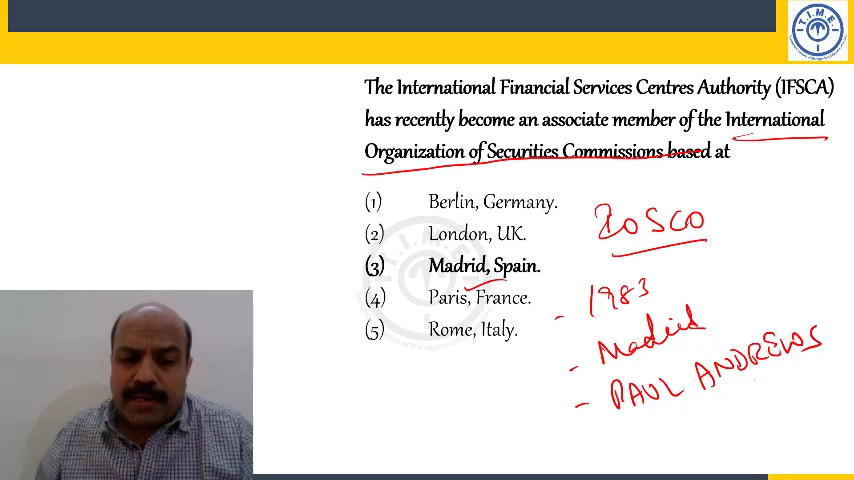 T.I.M.E.
The International Financial Services Centres Authority (IFSCA)
has recently become an associate member of the International
Organization of Securities Commissions based at
(1) Berlin, Germany.
(2) London, UK.
(3) Madrid, Spain.
(4) Paris, France.
(5) Rome, Italy.
IOSCO
- 1983
- Madrid
- PAUL ANDREWS